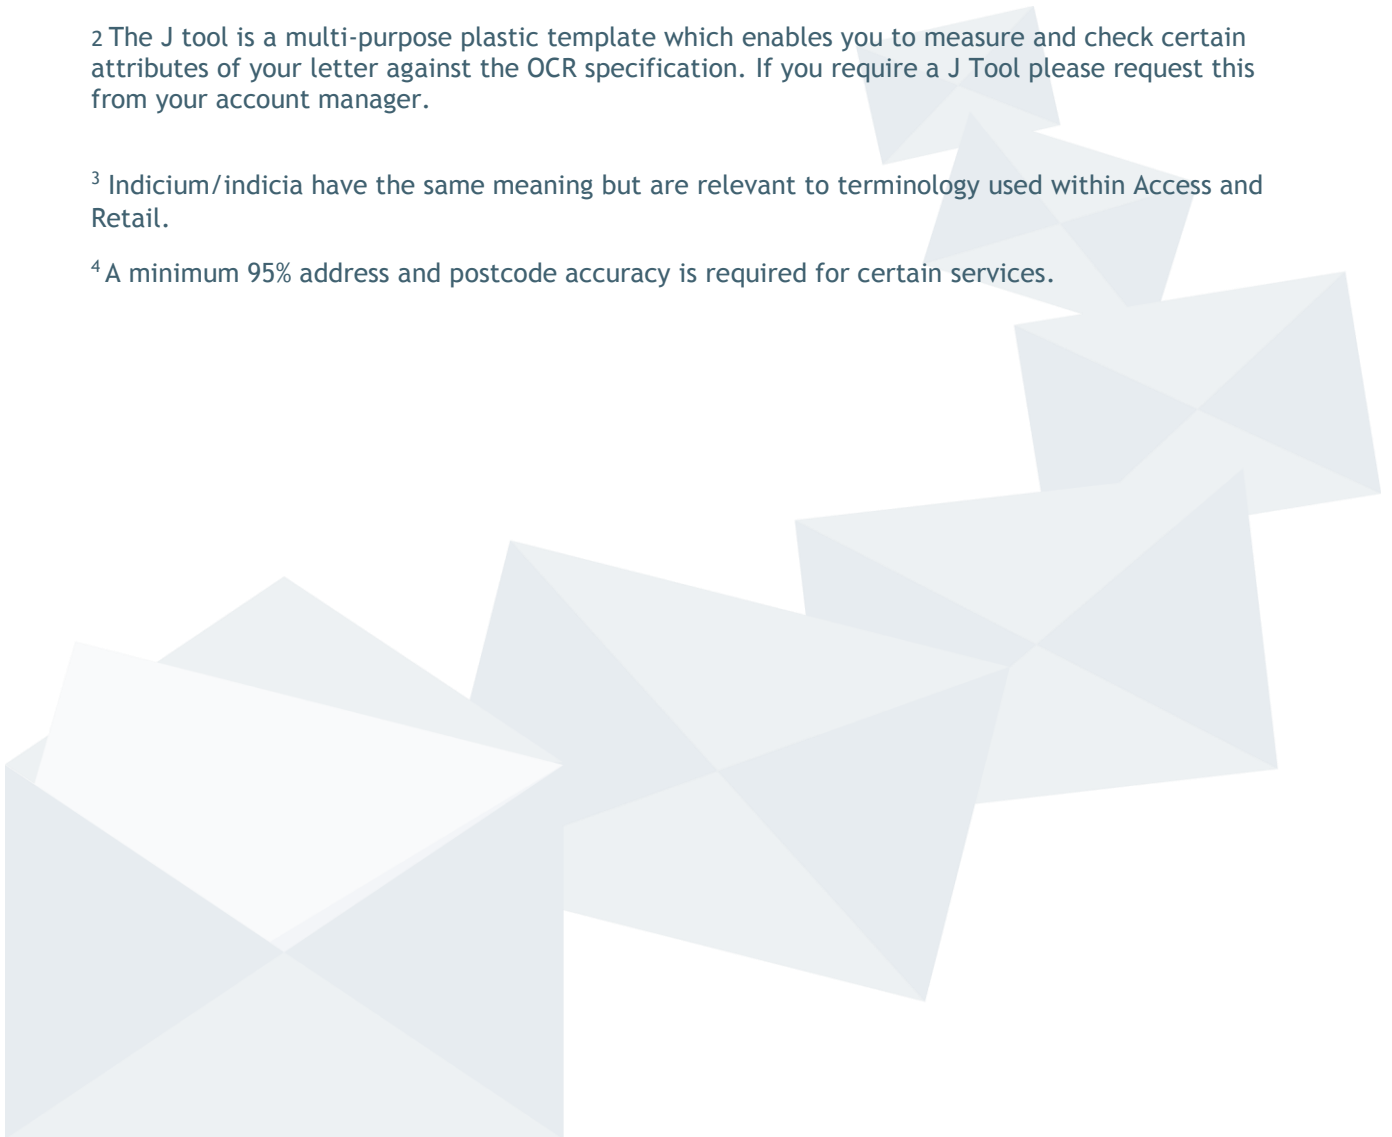 2 The J tool is a multi-purpose plastic template which enables you to measure and check certain
attributes of your letter against the OCR specification. If you require a J Tool please request this
from your account manager.
3 Indicium/indicia have the same meaning but are relevant to terminology used within Access and
Retail.
4 A minimum 95% address and postcode accuracy is required for certain services.